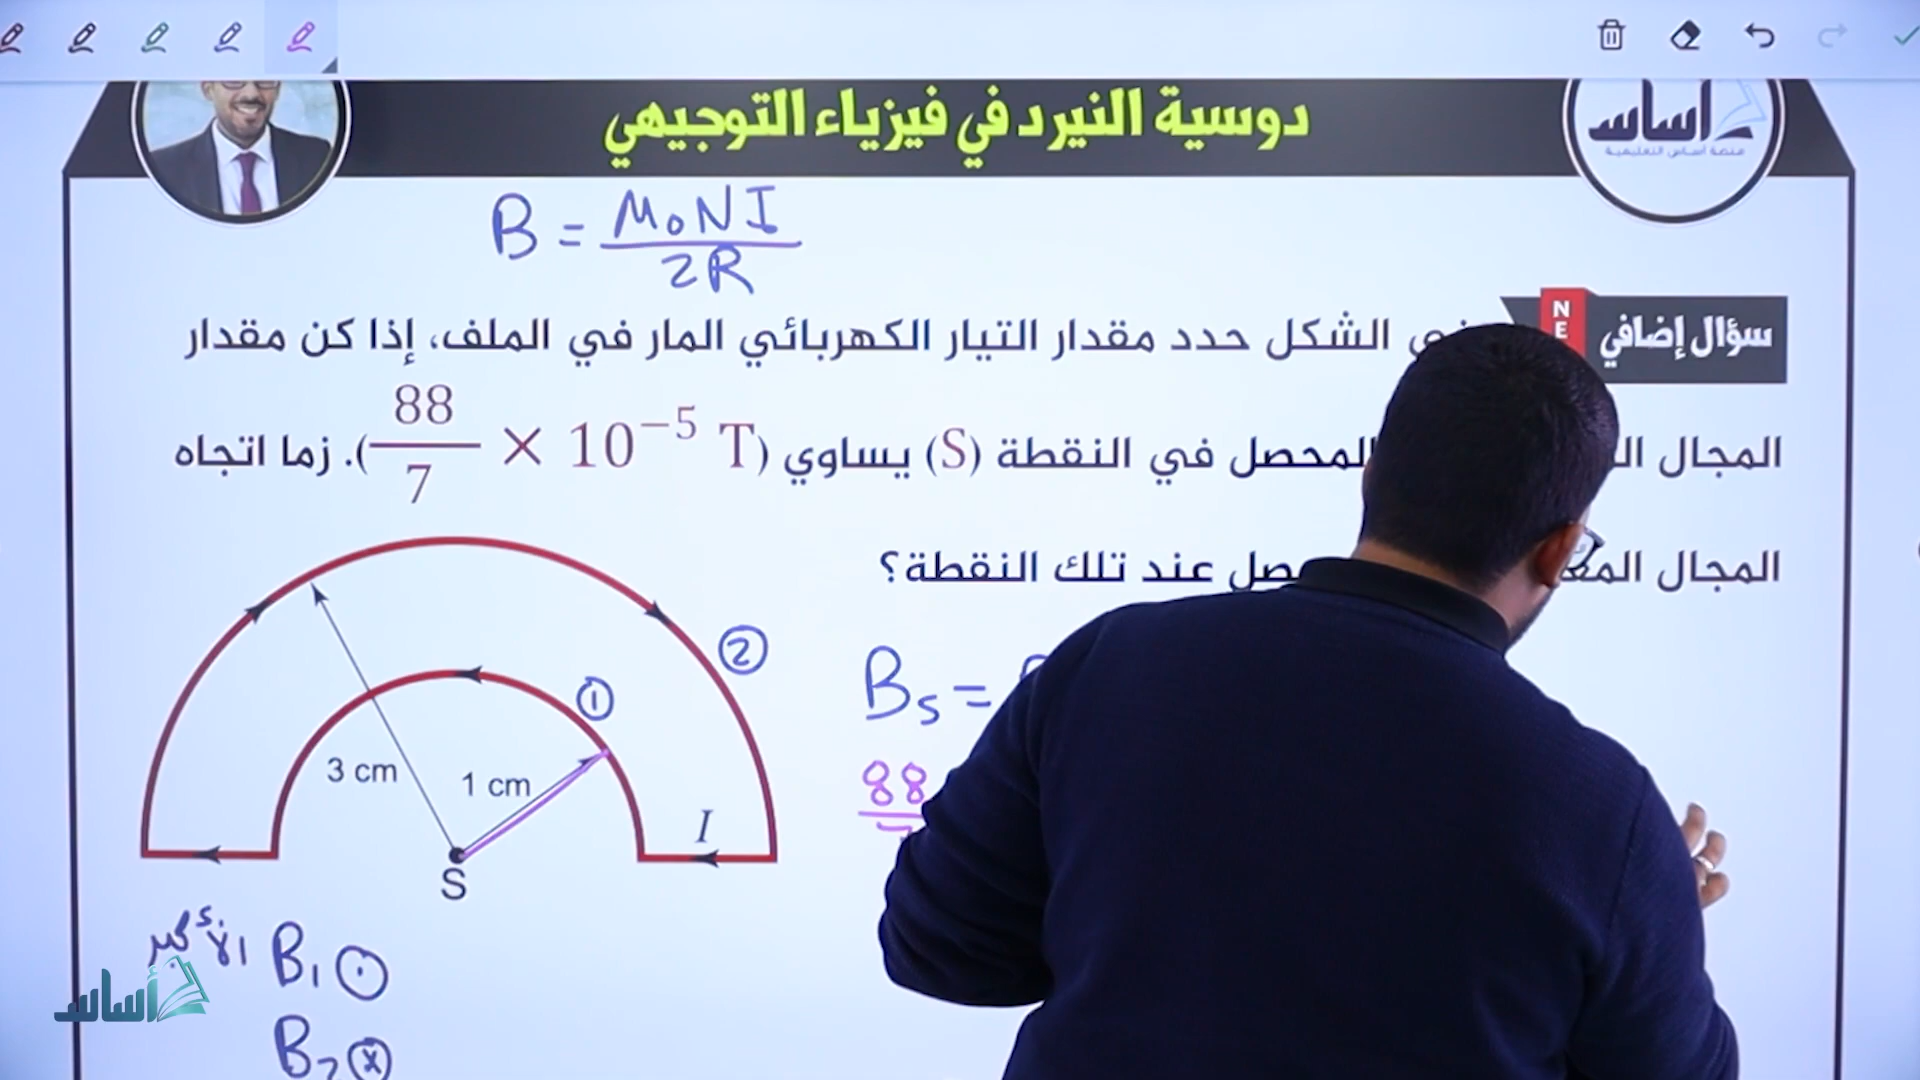 دوسية النيرد في فيزياء التوجيهي
أساس
منصة أساس التعليمية
B = μ₀NI / 2R
NE
سؤال إضافي
الشكل حدد مقدار التيار الكهربائي المار في الملف، إذا كن مقدار
المجال المحصل في النقطة (S) يساوي (88/7 × 10⁻⁵ T). زما اتجاه
المجال عند تلك النقطة؟
②
①
Bₛ =
3 cm
1 cm
88
I
S
الأكبر B₁ ⊙
B₂ ⊗
أساس